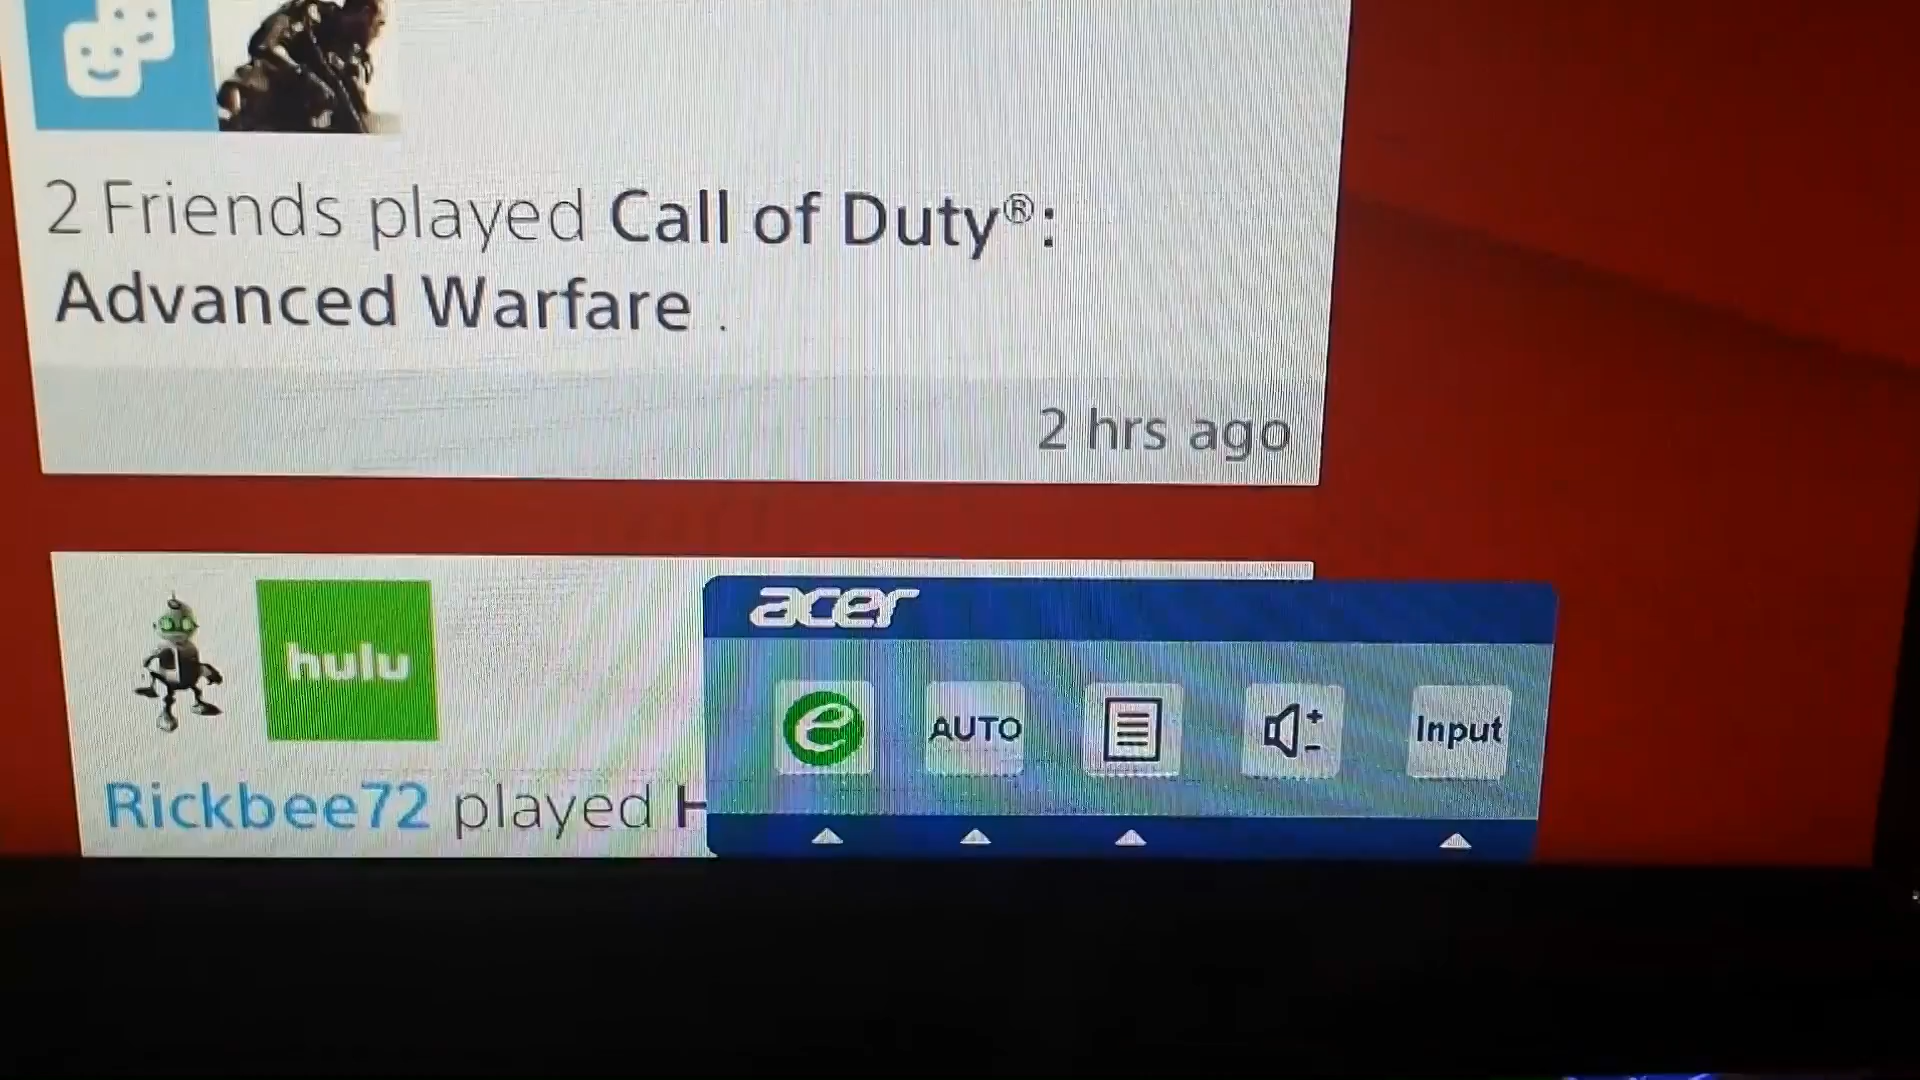 2 Friends played Call of Duty®:
Advanced Warfare .
2 hrs ago
hulu
acer
e AUTO Input
Rickbee72 played